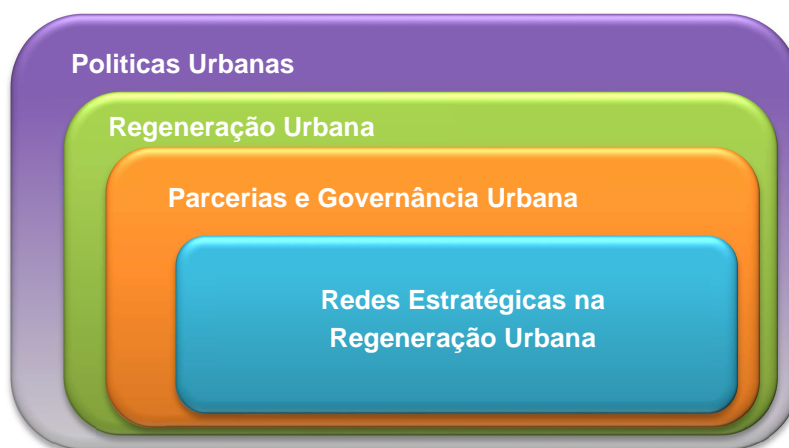 Politicas Urbanas
Regeneração Urbana
Parcerias e Governância Urbana
Redes Estratégicas na
Regeneração Urbana